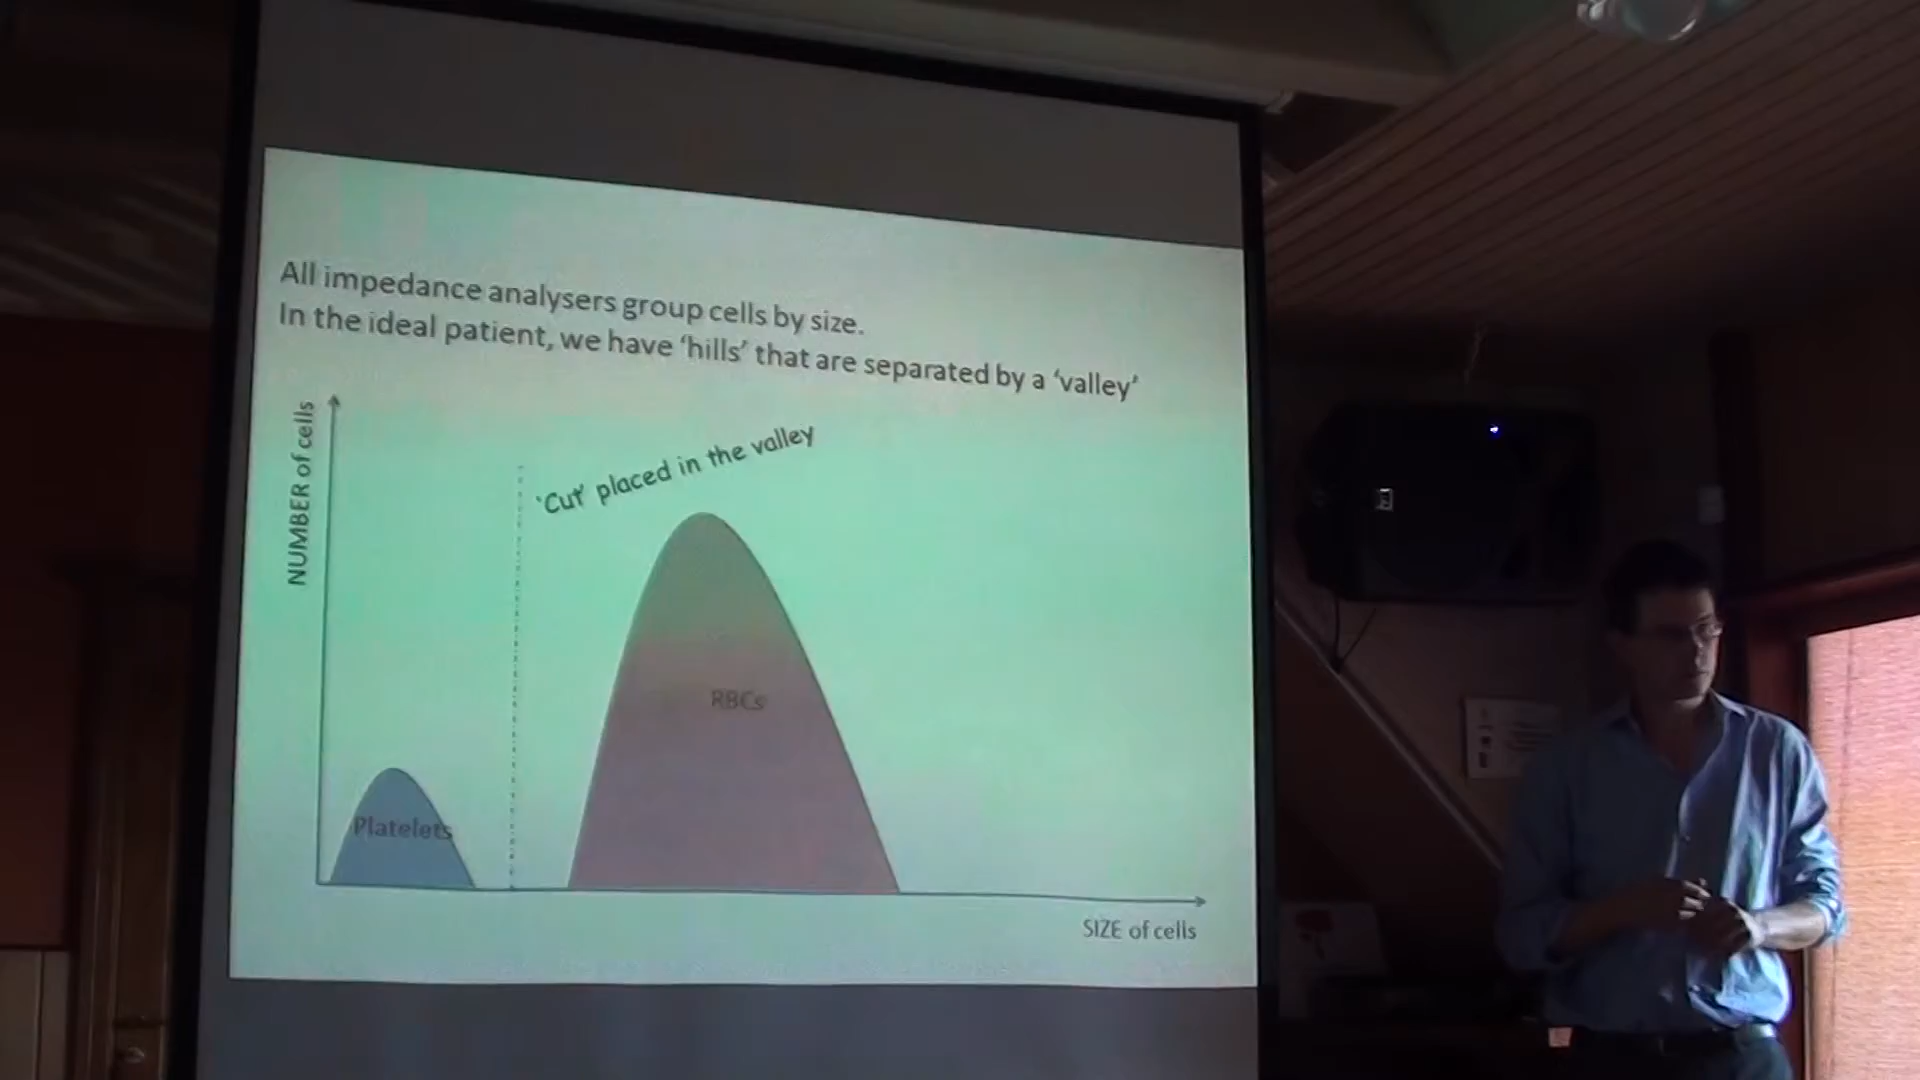 All impedance analysers group cells by size.
In the ideal patient, we have ‘hills’ that are separated by a ‘valley’
NUMBER of cells
‘Cut’ placed in the valley
RBCs
Platelets
SIZE of cells